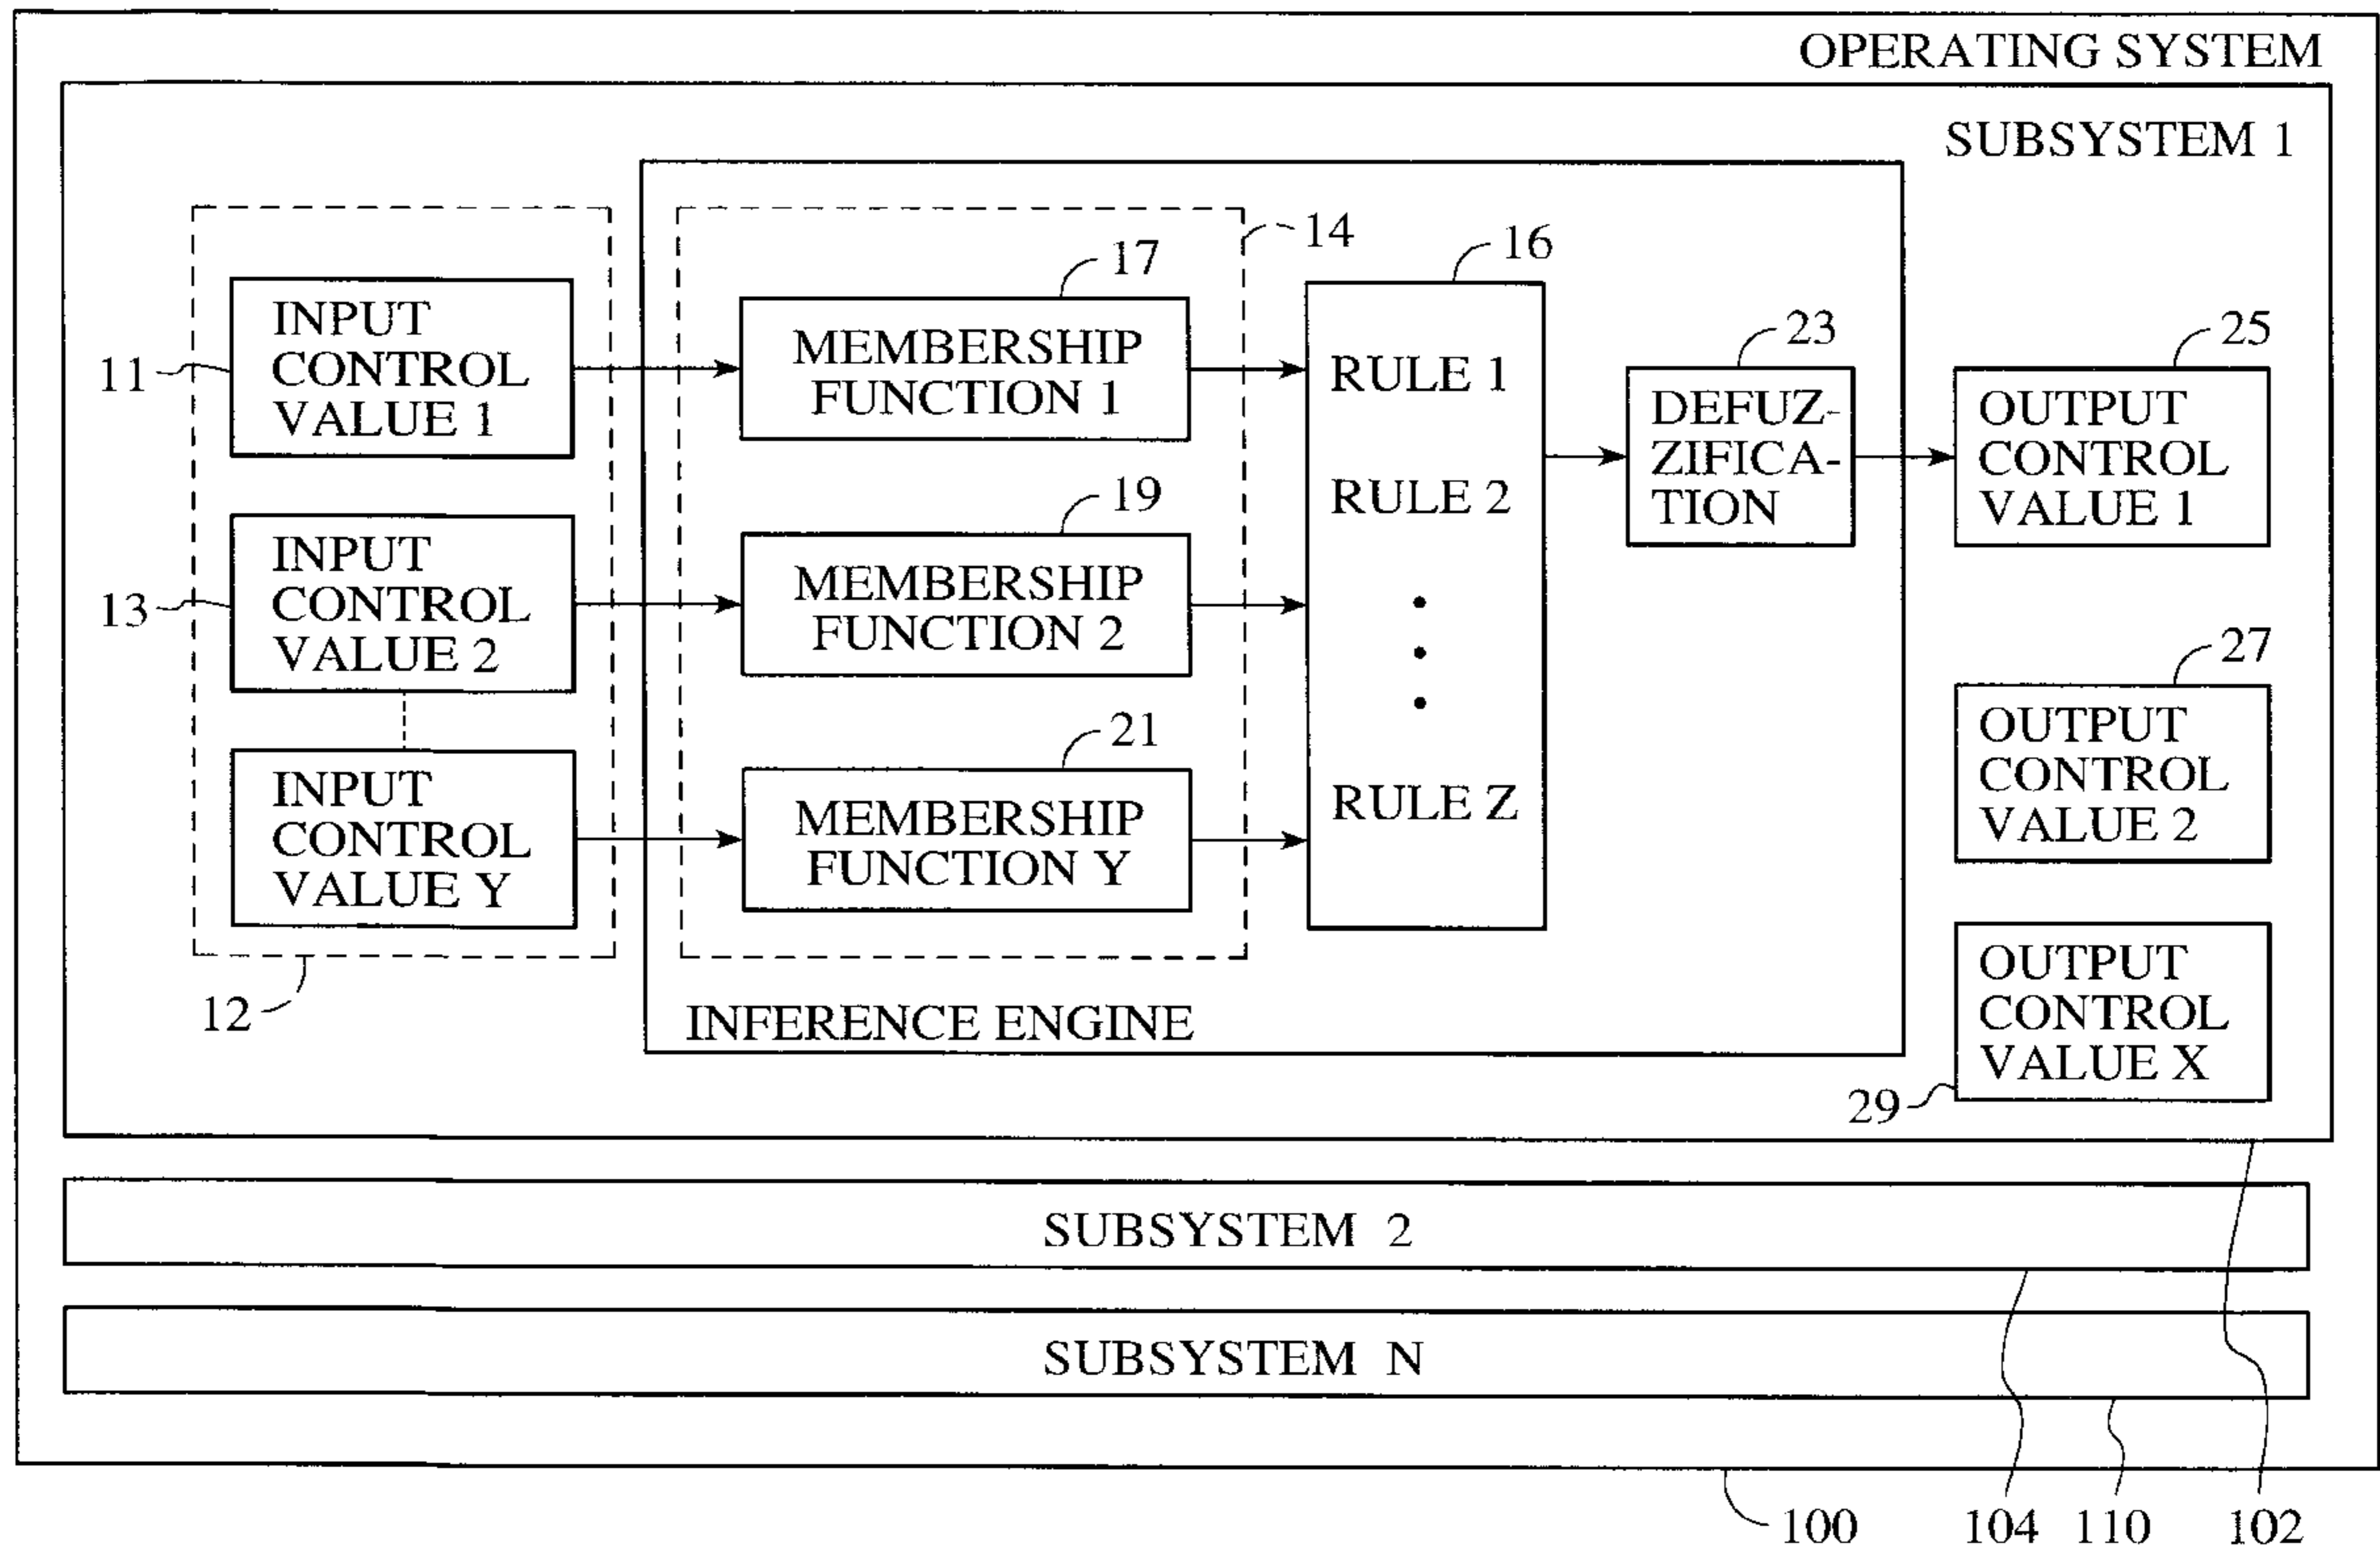 OPERATING SYSTEM
SUBSYSTEM 1
14
17
16
INPUT
CONTROL
VALUE 1
11
MEMBERSHIP
FUNCTION 1
RULE 1
23
25
DEFUZ-
ZIFICA-
TION
OUTPUT
CONTROL
VALUE 1
19
RULE 2
INPUT
CONTROL
VALUE 2
13
MEMBERSHIP
FUNCTION 2
27
OUTPUT
CONTROL
VALUE 2
21
INPUT
CONTROL
VALUE Y
MEMBERSHIP
FUNCTION Y
RULE Z
OUTPUT
CONTROL
VALUE X
12
INFERENCE ENGINE
29
SUBSYSTEM 2
SUBSYSTEM N
100
104
110
102